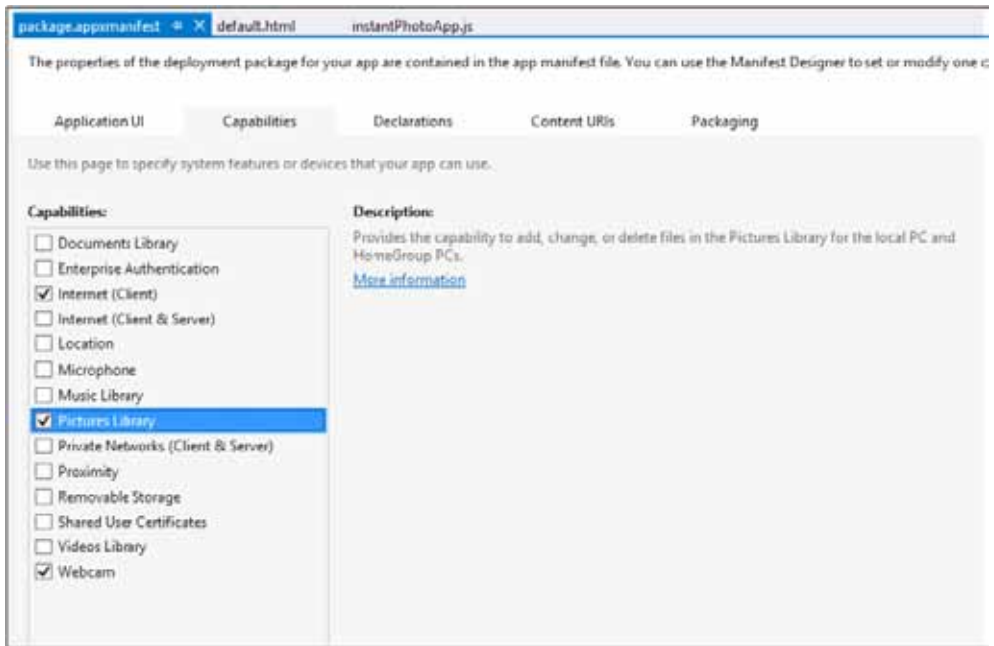 package.appxmanifest default.html instantPhotoApp.js
The properties of the deployment package for your app are contained in the app manifest file. You can use the Manifest Designer to set or modify one
Application UI Capabilities Declarations Content URIs Packaging
Use this page to specify system features or devices that your app can use.
Capabilities:
Documents Library
Enterprise Authentication
Internet (Client)
Internet (Client & Server)
Location
Microphone
Music Library
Pictures Library
Private Networks (Client & Server)
Proximity
Removable Storage
Shared User Certificates
Videos Library
Webcam
Description:
Provides the capability to add, change, or delete files in the Pictures Library for the local PC and
HomeGroup PCs.
More information